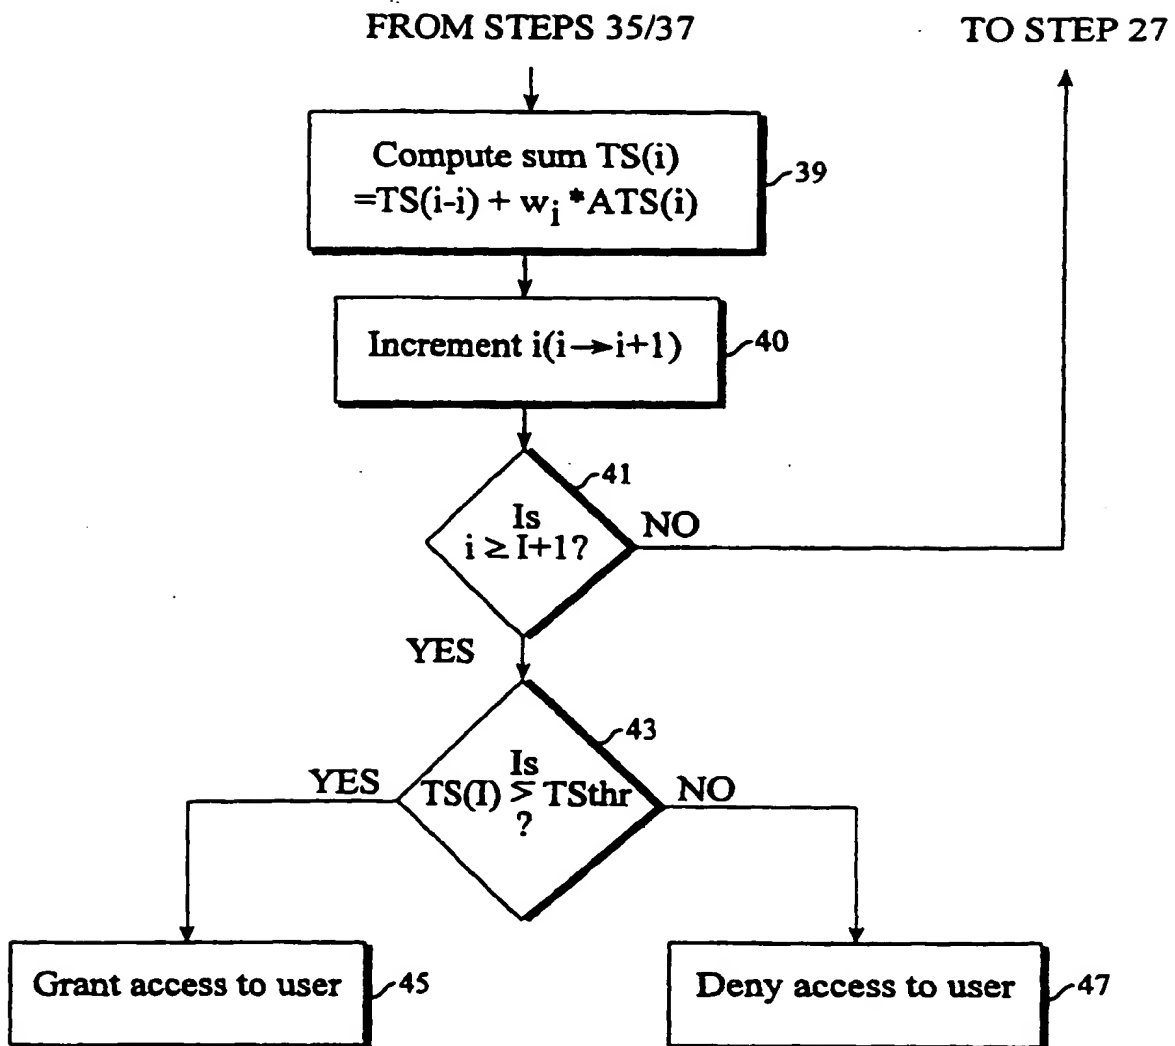 FROM STEPS 35/37
TO STEP 27
Compute sum TS(i)
=TS(i-i) + wi *ATS(i)
39
Increment i(i→i+1)
40
41
Is
i ≥ I+1?
NO
YES
43
Is
TS(I) ≥ TSthr
?
YES
NO
Grant access to user
45
Deny access to user
47